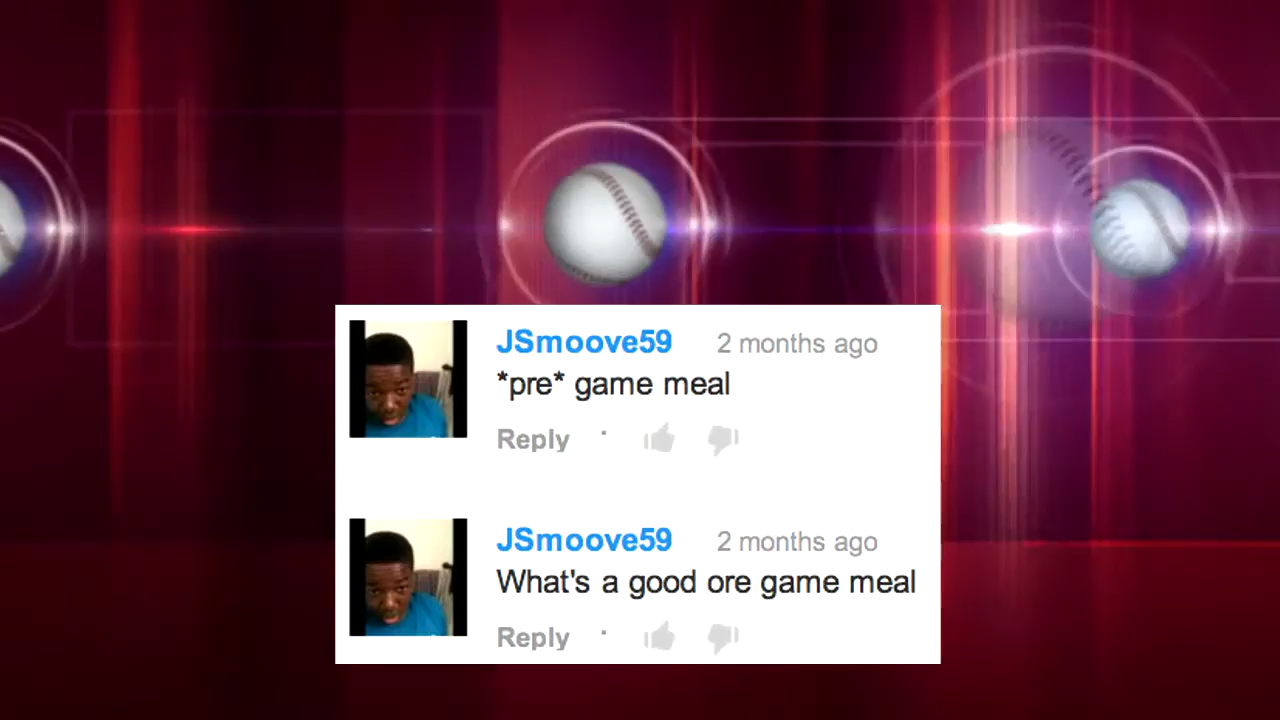 JSmoove59 2 months ago
*pre* game meal
Reply ·
JSmoove59 2 months ago
What's a good ore game meal
Reply ·